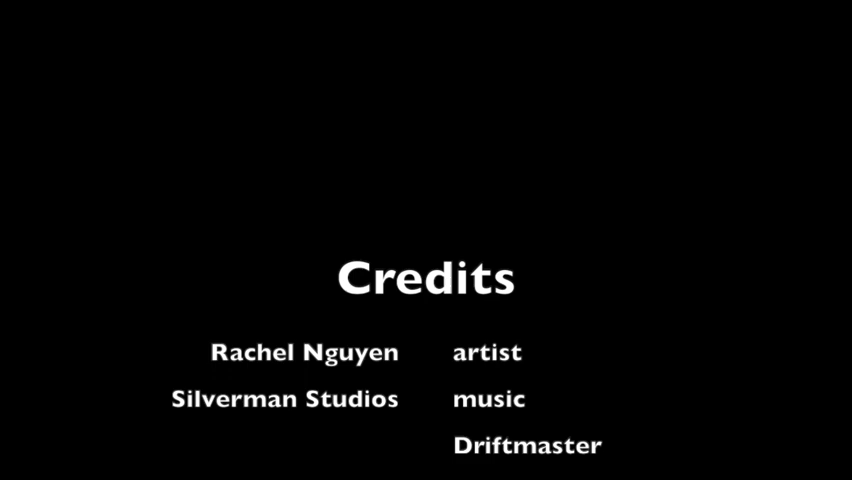 Credits
Rachel Nguyen artist
Silverman Studios music
Driftmaster